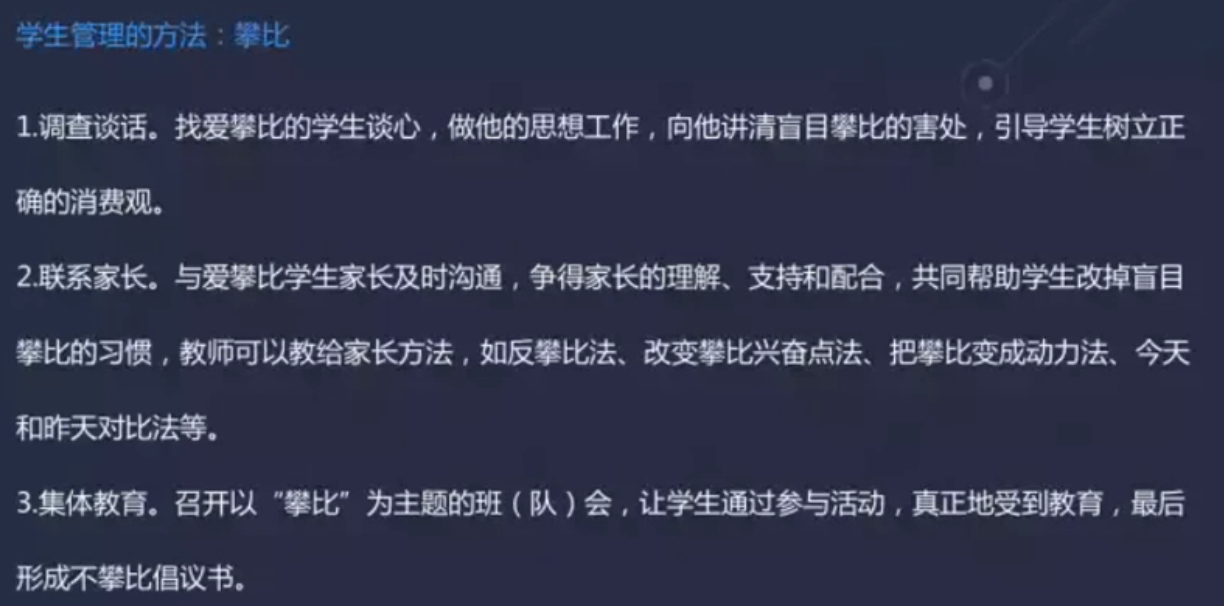 学生管理的方法：攀比
1.调查谈话。找爱攀比的学生谈心，做他的思想工作，向他讲清盲目攀比的害处，引导学生树立正
确的消费观。
2.联系家长。与爱攀比学生家长及时沟通，争得家长的理解、支持和配合，共同帮助学生改掉盲目
攀比的习惯，教师可以教给家长方法，如反攀比法、改变攀比兴奋点法、把攀比变成动力法、今天
和昨天对比法等。
3.集体教育。召开以“攀比”为主题的班（队）会，让学生通过参与活动，真正地受到教育，最后
形成不攀比倡议书。